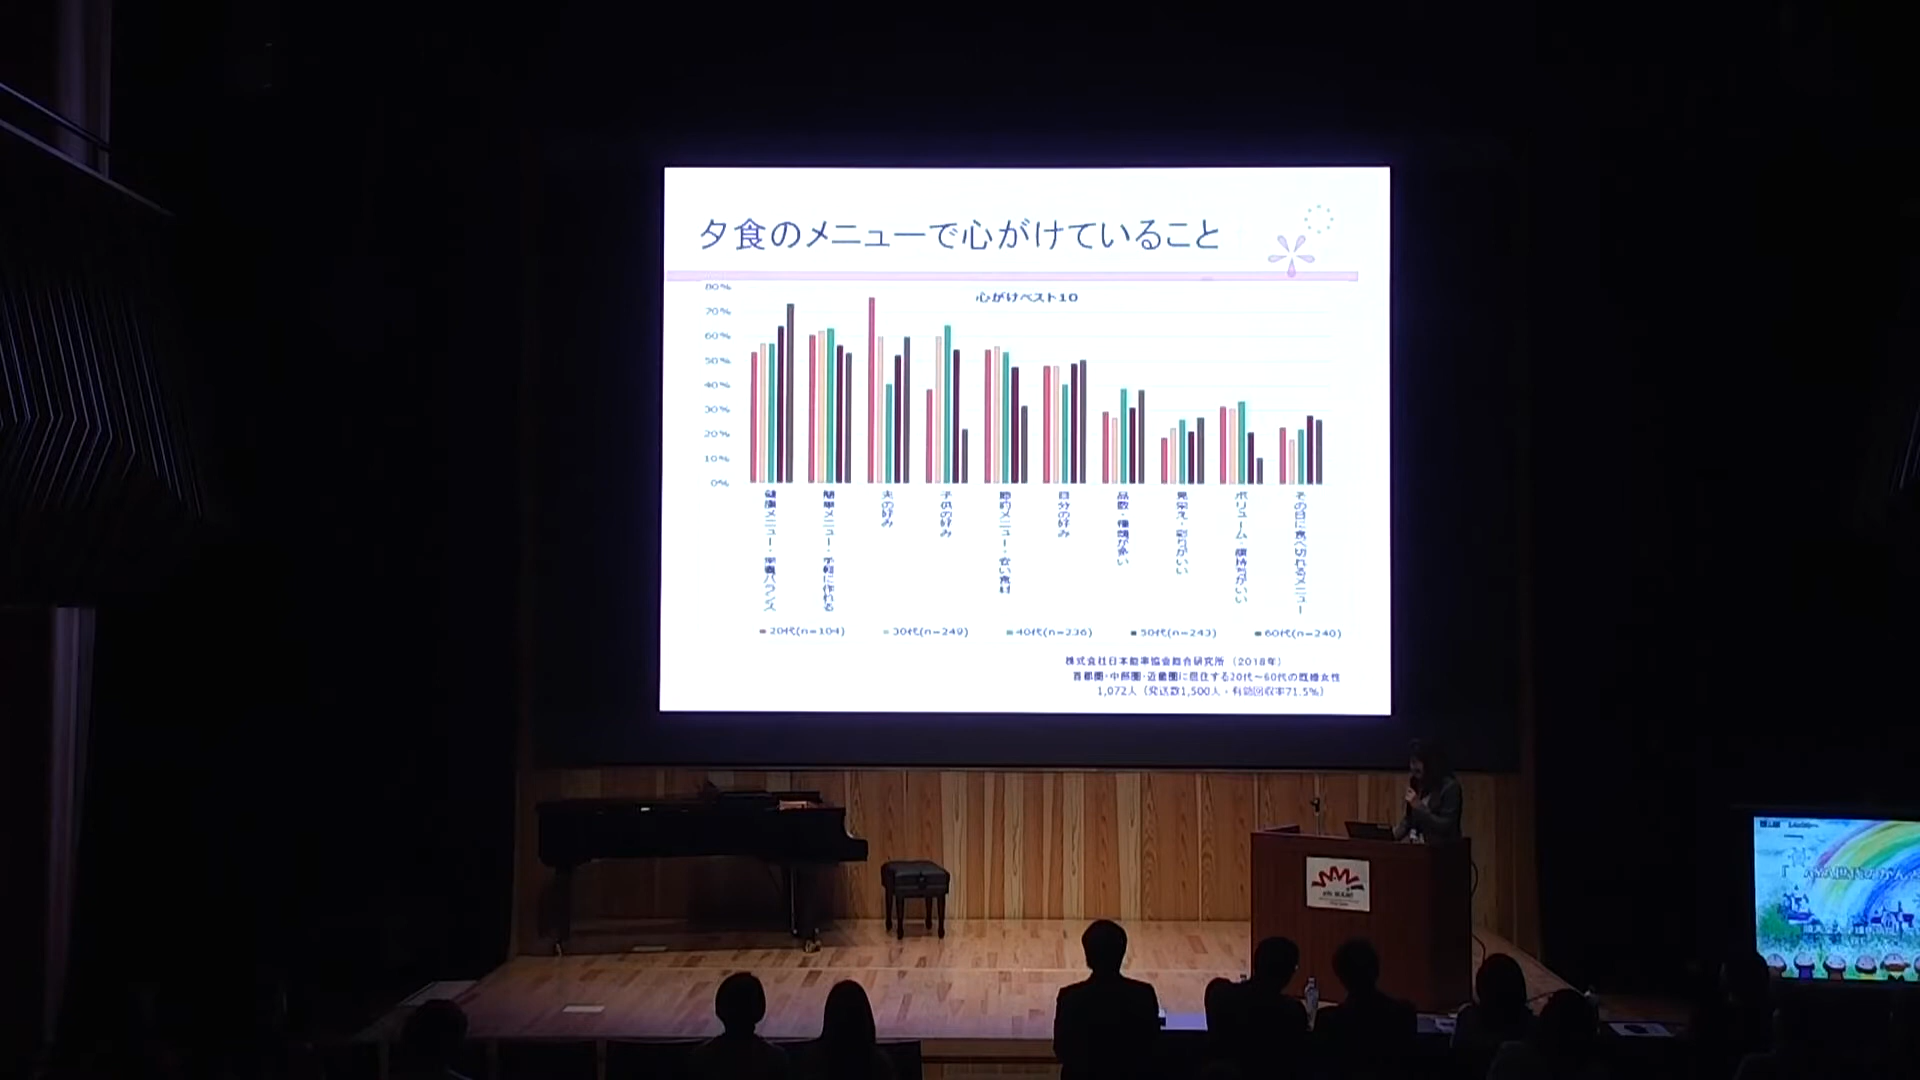 夕食のメニューで心がけていること
心がけベスト10
80%
70%
60%
50%
40%
30%
20%
10%
0%
健康メニュー・栄養バランス
簡単メニュー・手軽に作れる
夫の好み
子供の好み
節約メニュー・安い食材
自分の好み
品数・種類が多い
見栄え・彩りがいい
ボリューム・腹持ちがいい
その日に食べ切れるメニュー
20代(n=104)
30代(n=249)
40代(n=236)
50代(n=243)
60代(n=240)
株式会社日本能率協会総合研究所（2018年）
首都圏・中部圏・近畿圏に居住する20代～60代の既婚女性
1,072人（発送数1,500人・有効回収率71.5%）